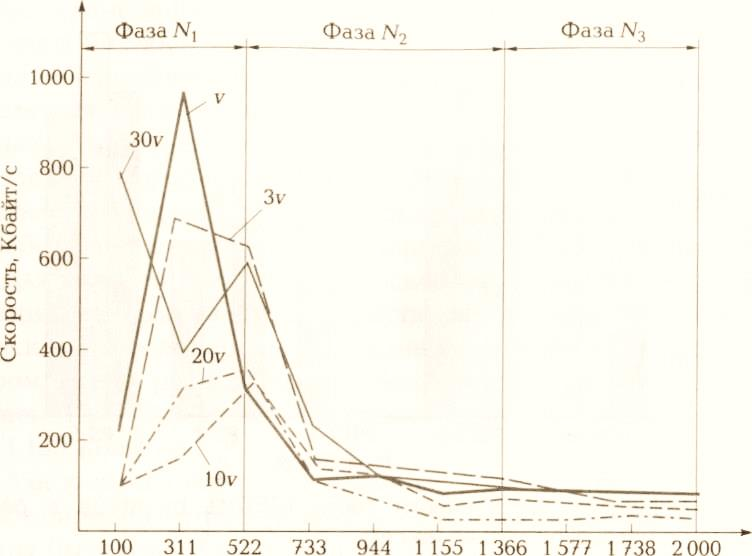 Фаза N1 Фаза N2 Фаза N3
1000
v
30v
800
3v
600
400
20v
200
10v
Скорость, Кбайт/с
100 311 522 733 944 1 155 1 366 1 577 1 738 2 000